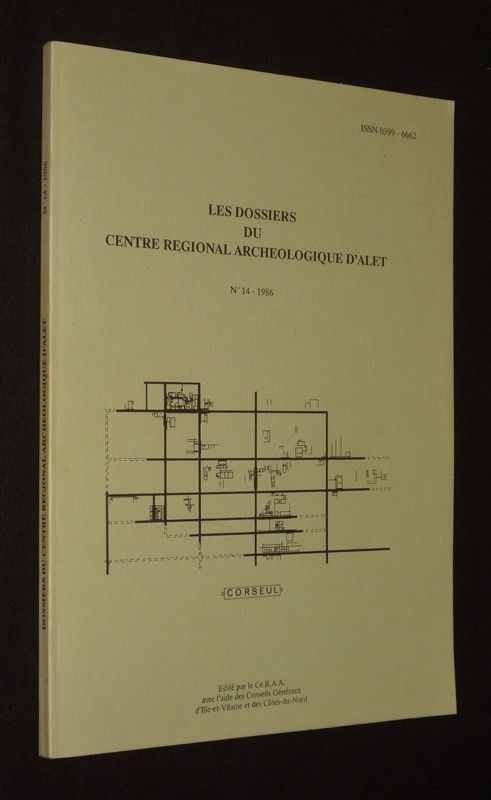 ISSN 0399 - 6662
LES DOSSIERS
DU
CENTRE REGIONAL ARCHEOLOGIQUE D'ALET
N° 14 - 1986
CORSEUL
Edité par le Ce.R.A.A.
avec l'aide des Conseils Généraux
d'Ille-et-Vilaine et des Côtes-du-Nord
DOSSIERS DU CENTRE REGIONAL ARCHEOLOGIQUE D'ALET
N° 14 - 1986